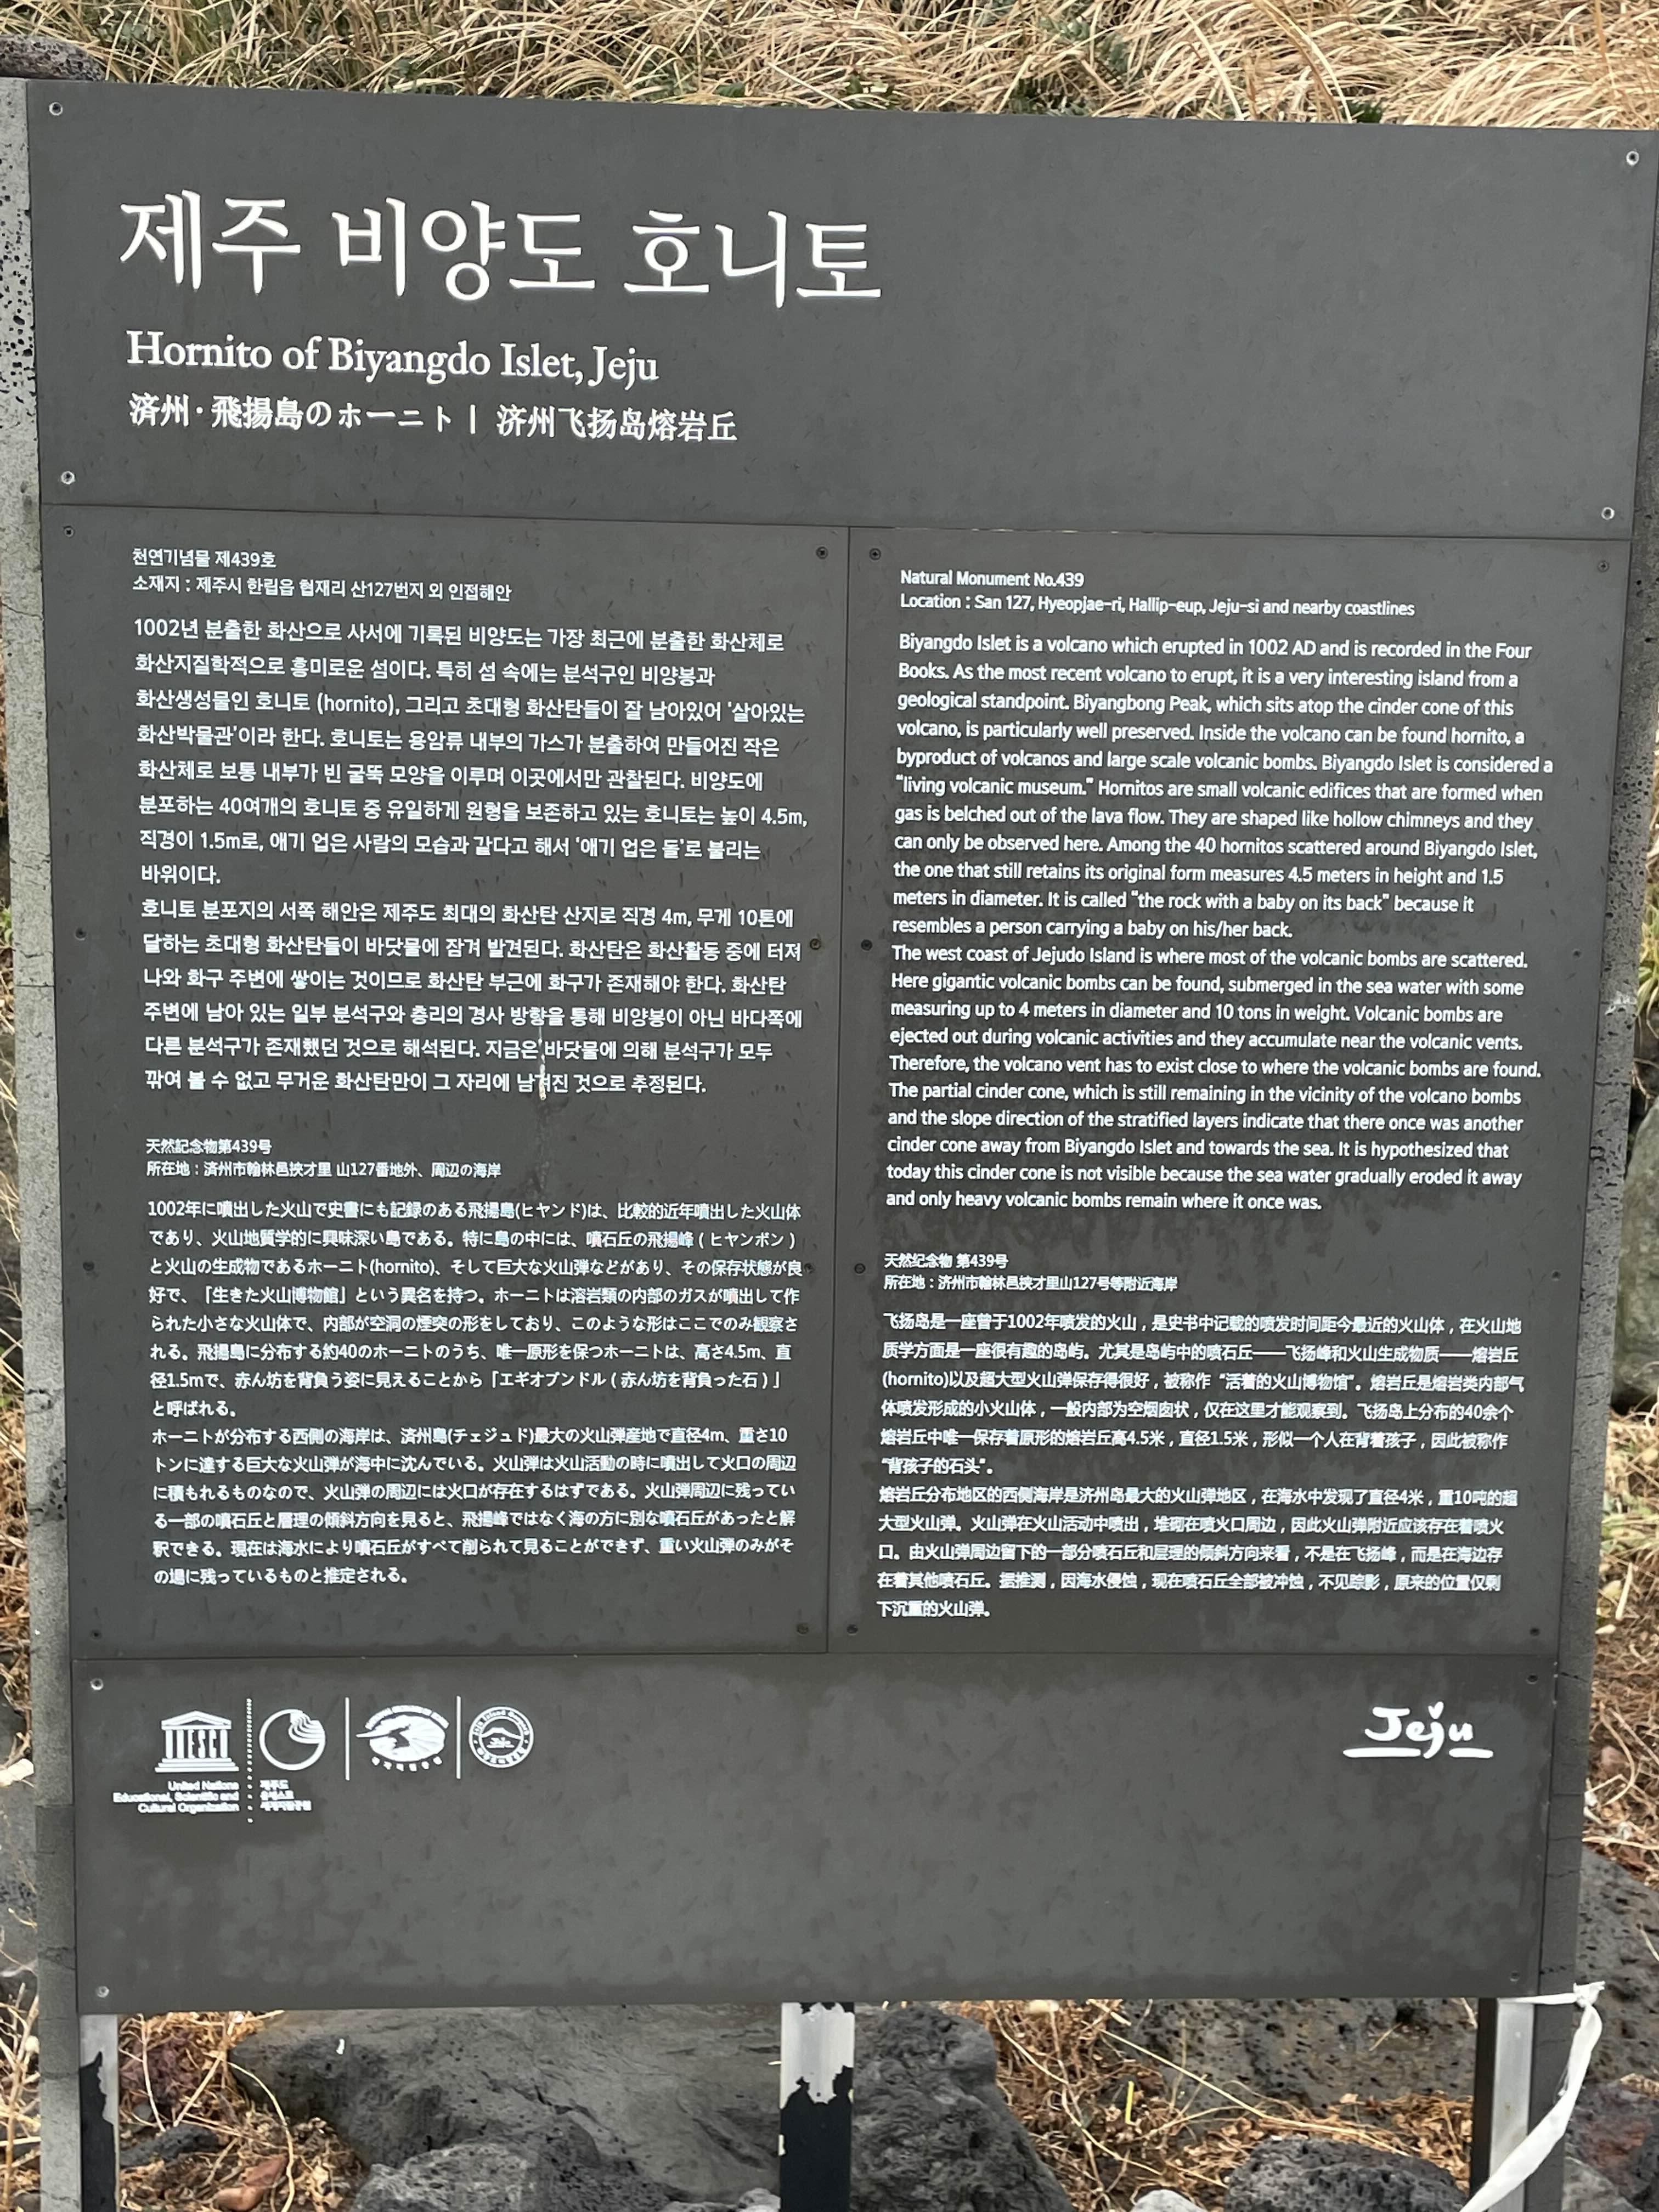 제주 비양도 호니토
Hornito of Biyangdo Islet, Jeju
済州·飛揚島のホーニト | 济州飞扬岛熔岩丘
천연기념물 제439호
소재지 : 제주시 한림읍 협재리 산127번지 외 인접해안
1002년 분출한 화산으로 사서에 기록된 비양도는 가장 최근에 분출한 화산체로
화산지질학적으로 흥미로운 섬이다. 특히 섬 속에는 분석구인 비양봉과
화산생성물인 호니토 (hornito), 그리고 초대형 화산탄들이 잘 남아있어 '살아있는
화산박물관'이라 한다. 호니토는 용암류 내부의 가스가 분출하여 만들어진 작은
화산체로 보통 내부가 빈 굴뚝 모양을 이루며 이곳에서만 관찰된다. 비양도에
분포하는 40여개의 호니토 중 유일하게 원형을 보존하고 있는 호니토는 높이 4.5m,
직경이 1.5m로, 애기 업은 사람의 모습과 같다고 해서 '애기 업은 돌'로 불리는
바위이다.
호니토 분포지의 서쪽 해안은 제주도 최대의 화산탄 산지로 직경 4m, 무게 10톤에
달하는 초대형 화산탄들이 바닷물에 잠겨 발견된다. 화산탄은 화산활동 중에 터져
나와 화구 주변에 쌓이는 것이므로 화산탄 부근에 화구가 존재해야 한다. 화산탄
주변에 남아 있는 일부 분석구와 층리의 경사 방향을 통해 비양봉이 아닌 바다쪽에
다른 분석구가 존재했던 것으로 해석된다. 지금은 바닷물에 의해 분석구가 모두
깎여 볼 수 없고 무거운 화산탄만이 그 자리에 남겨진 것으로 추정된다.
天然記念物第439号
所在地 : 済州市翰林邑挾才里 山127番地外、周辺の海岸
1002年に噴出した火山で史書にも記録のある飛揚島(ヒヤンド)は、比較的近年噴出した火山体
であり、火山地質学的に興味深い島である。特に島の中には、噴石丘の飛揚峰 ( ヒヤンボン )
と火山の生成物であるホーニト(hornito)、そして巨大な火山弾などがあり、その保存状態が良
好で、「生きた火山博物館」という異名を持つ。ホーニトは溶岩類の内部のガスが噴出して作
られた小さな火山体で、内部が空洞の煙突の形をしており、このような形はここでのみ観察さ
れる。飛揚島に分布する約40のホーニトのうち、唯一原形を保つホーニトは、高さ4.5m、直
径1.5mで、赤ん坊を背負う姿に見えることから「エギオプンドル ( 赤ん坊を背負った石 ) 」
と呼ばれる。
ホーニトが分布する西側の海岸は、済州島(チェジュド)最大の火山弾産地で直径4m、重さ10
トンに達する巨大な火山弾が海中に沈んでいる。火山弾は火山活動の時に噴出して火口の周辺
に積もれるものなので、火山弾の周辺には火口が存在するはずである。火山弾周辺に残ってい
る一部の噴石丘と層理の傾斜方向を見ると、飛揚峰ではなく海の方に別な噴石丘があったと解
釈できる。現在は海水により噴石丘がすべて削られて見ることができず、重い火山弾のみがそ
の場に残っているものと推定される。
Natural Monument No.439
Location : San 127, Hyeopjae-ri, Hallip-eup, Jeju-si and nearby coastlines
Biyangdo Islet is a volcano which erupted in 1002 AD and is recorded in the Four
Books. As the most recent volcano to erupt, it is a very interesting island from a
geological standpoint. Biyangbong Peak, which sits atop the cinder cone of this
volcano, is particularly well preserved. Inside the volcano can be found hornito, a
byproduct of volcanos and large scale volcanic bombs. Biyangdo Islet is considered a
"living volcanic museum." Hornitos are small volcanic edifices that are formed when
gas is belched out of the lava flow. They are shaped like hollow chimneys and they
can only be observed here. Among the 40 hornitos scattered around Biyangdo Islet,
the one that still retains its original form measures 4.5 meters in height and 1.5
meters in diameter. It is called "the rock with a baby on its back" because it
resembles a person carrying a baby on his/her back.
The west coast of Jejudo Island is where most of the volcanic bombs are scattered.
Here gigantic volcanic bombs can be found, submerged in the sea water with some
measuring up to 4 meters in diameter and 10 tons in weight. Volcanic bombs are
ejected out during volcanic activities and they accumulate near the volcanic vents.
Therefore, the volcano vent has to exist close to where the volcanic bombs are found.
The partial cinder cone, which is still remaining in the vicinity of the volcano bombs
and the slope direction of the stratified layers indicate that there once was another
cinder cone away from Biyangdo Islet and towards the sea. It is hypothesized that
today this cinder cone is not visible because the sea water gradually eroded it away
and only heavy volcanic bombs remain where it once was.
天然纪念物 第439号
所在地 : 济州市翰林邑挟才里山127号等附近海岸
飞扬岛是一座曾于1002年喷发的火山，是史书中记载的喷发时间距今最近的火山体，在火山地
质学方面是一座很有趣的岛屿。尤其是岛屿中的喷石丘——飞扬峰和火山生成物质——熔岩丘
(hornito)以及超大型火山弹保存得很好，被称作 "活着的火山博物馆"。熔岩丘是熔岩类内部气
体喷发形成的小火山体，一般内部为空烟囱状，仅在这里才能观察到。飞扬岛上分布的40余个
熔岩丘中唯一保存着原形的熔岩丘高4.5米，直径1.5米，形似一个人在背着孩子，因此被称作
"背孩子的石头"。
熔岩丘分布地区的西侧海岸是济州岛最大的火山弹地区，在海水中发现了直径4米，重10吨的超
大型火山弹。火山弹在火山活动中喷出，堆砌在喷火口周边，因此火山弹附近应该存在着喷火
口。由火山弹周边留下的一部分喷石丘和层理的倾斜方向来看，不是在飞扬峰，而是在海边存
在着其他喷石丘。据推测，因海水侵蚀，现在喷石丘全部被冲蚀，不见踪影，原来的位置仅剩
下沉重的火山弹。
United Nations
Educational, Scientific and
Cultural Organization
제주도
유네스코
세계지질공원
Jeju